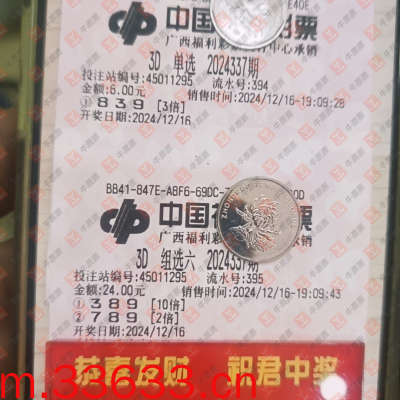 E40E
中国 彩票
广西福利彩 中心承销
3D 单选 2024337期
投注站编号:45011295 流水号:394
金额:6.00元 销售时间:2024/12/16-19:09:28
① 8 3 9 [3倍]
开奖日期:2024/12/16
BB41-847E-A8F6-69DC- 0D
中国 票
广西福利彩 承销
3D 组选六 2024337期
投注站编号:45011295 流水号:395
金额:24.00元 销售时间:2024/12/16-19:09:43
① 3 8 9 [10倍]
② 7 8 9 [2倍]
开奖日期:2024/12/16
恭喜发财 祝君中奖
m.33633.cn